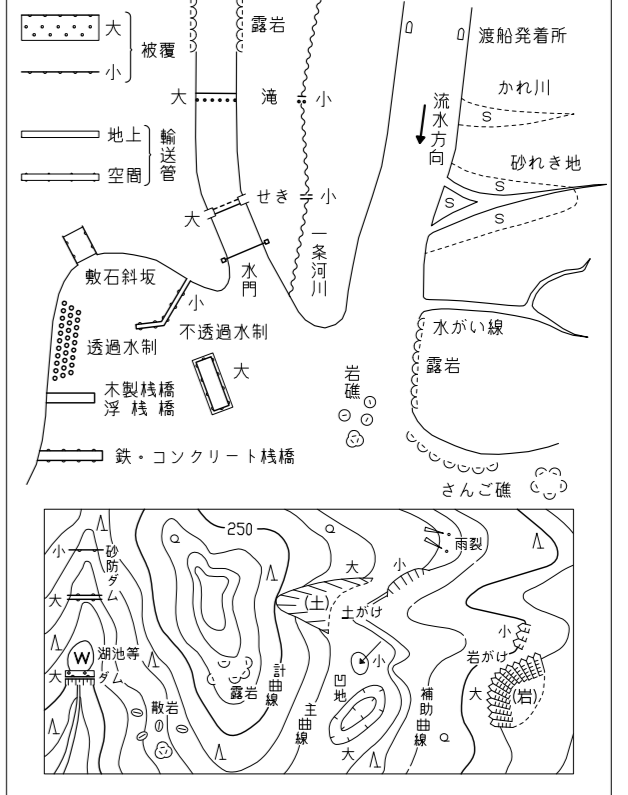 大
小
被覆
地上
空間
輸送管
露岩
渡船発着所
大 滝 小
かれ川
S
流水方向
砂れき地
S
S
S
せき 小
大
一条河川
水門
敷石斜坂
小
不透過水制
透過水制
大
水がい線
露岩
岩礁
木製桟橋
浮桟橋
鉄・コンクリート桟橋
さんご礁
250
小
砂防ダム
大
W
湖池等
大 ダム
散岩
露岩
計曲線
主曲線
(土)
大
土がけ
小
雨裂
小
凹地
大
補助曲線
小
岩がけ
大
(岩)